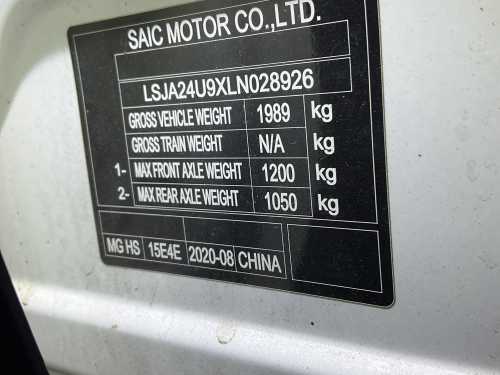 SAIC MOTOR CO.,LTD.
LSJA24U9XLN028926
GROSS VEHICLE WEIGHT 1989 kg
GROSS TRAIN WEIGHT N/A kg
1- MAX FRONT AXLE WEIGHT 1200 kg
2- MAX REAR AXLE WEIGHT 1050 kg
MG HS 15E4E 2020-08 CHINA